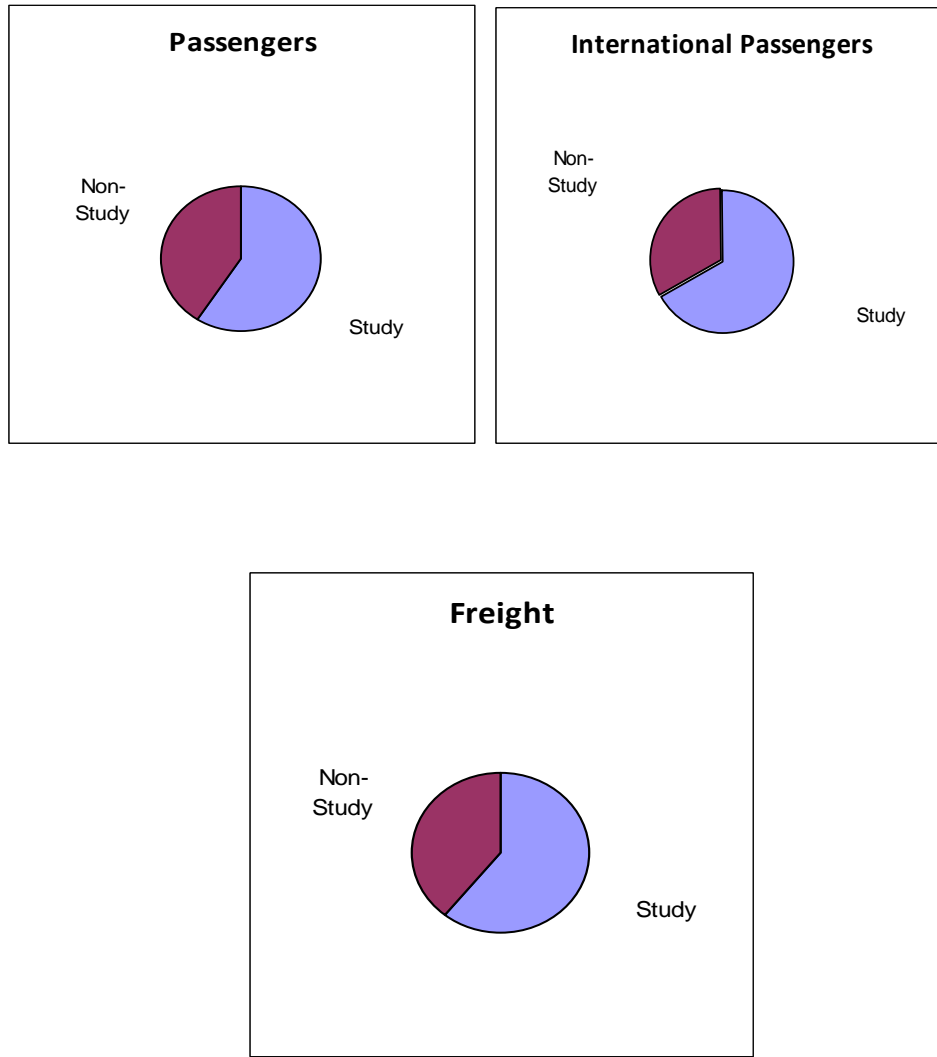 Passengers
Non-
Study
Study
International Passengers
Non-
Study
Study
Freight
Non-
Study
Study